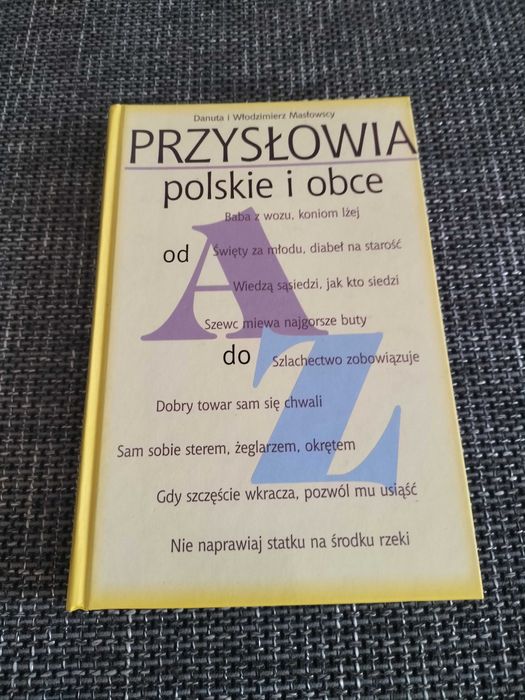 Danuta i Włodzimierz Masłowscy
PRZYSŁOWIA
polskie i obce
Baba z wozu, koniom lżej
od A
Święty za młodu, diabeł na starość
Wiedzą sąsiedzi, jak kto siedzi
Szewc miewa najgorsze buty
do Z
Szlachectwo zobowiązuje
Dobry towar sam się chwali
Sam sobie sterem, żeglarzem, okrętem
Gdy szczęście wkracza, pozwól mu usiąść
Nie naprawiaj statku na środku rzeki